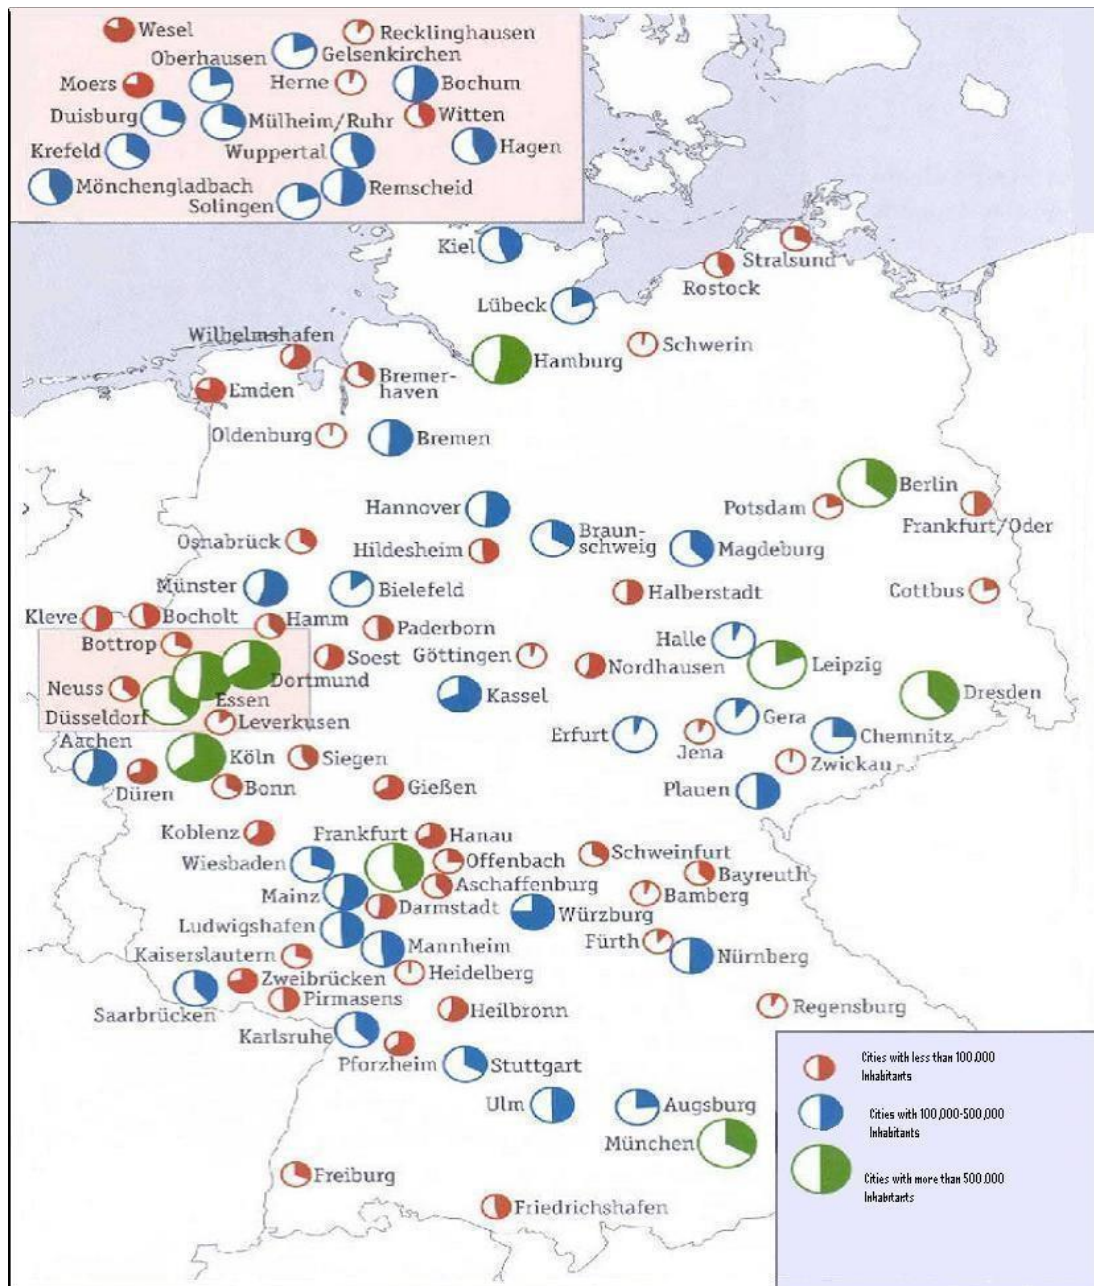 Wesel
Recklinghausen
Oberhausen
Gelsenkirchen
Moers
Herne
Bochum
Duisburg
Mülheim/Ruhr
Witten
Krefeld
Wuppertal
Hagen
Mönchengladbach
Remscheid
Solingen
Kiel
Stralsund
Rostock
Lübeck
Wilhelmshafen
Hamburg
Schwerin
Emden
Bremer-
haven
Oldenburg
Bremen
Berlin
Hannover
Potsdam
Frankfurt/Oder
Osnabrück
Hildesheim
Braun-
schweig
Magdeburg
Münster
Bielefeld
Halberstadt
Cottbus
Kleve
Bocholt
Hamm
Paderborn
Bottrop
Halle
Soest
Göttingen
Nordhausen
Leipzig
Dortmund
Neuss
Essen
Kassel
Dresden
Düsseldorf
Leverkusen
Gera
Aachen
Erfurt
Jena
Chemnitz
Köln
Siegen
Zwickau
Düren
Bonn
Gießen
Plauen
Koblenz
Frankfurt
Hanau
Schweinfurt
Wiesbaden
Offenbach
Bayreuth
Mainz
Aschaffenburg
Bamberg
Darmstadt
Würzburg
Ludwigshafen
Fürth
Kaiserslautern
Mannheim
Nürnberg
Zweibrücken
Heidelberg
Pirmasens
Saarbrücken
Heilbronn
Regensburg
Karlsruhe
Pforzheim
Stuttgart
Ulm
Augsburg
München
Freiburg
Friedrichshafen
Cities with less than 100,000
Inhabitants
Cities with 100,000-500,000
Inhabitants
Cities with more than 500,000
Inhabitants